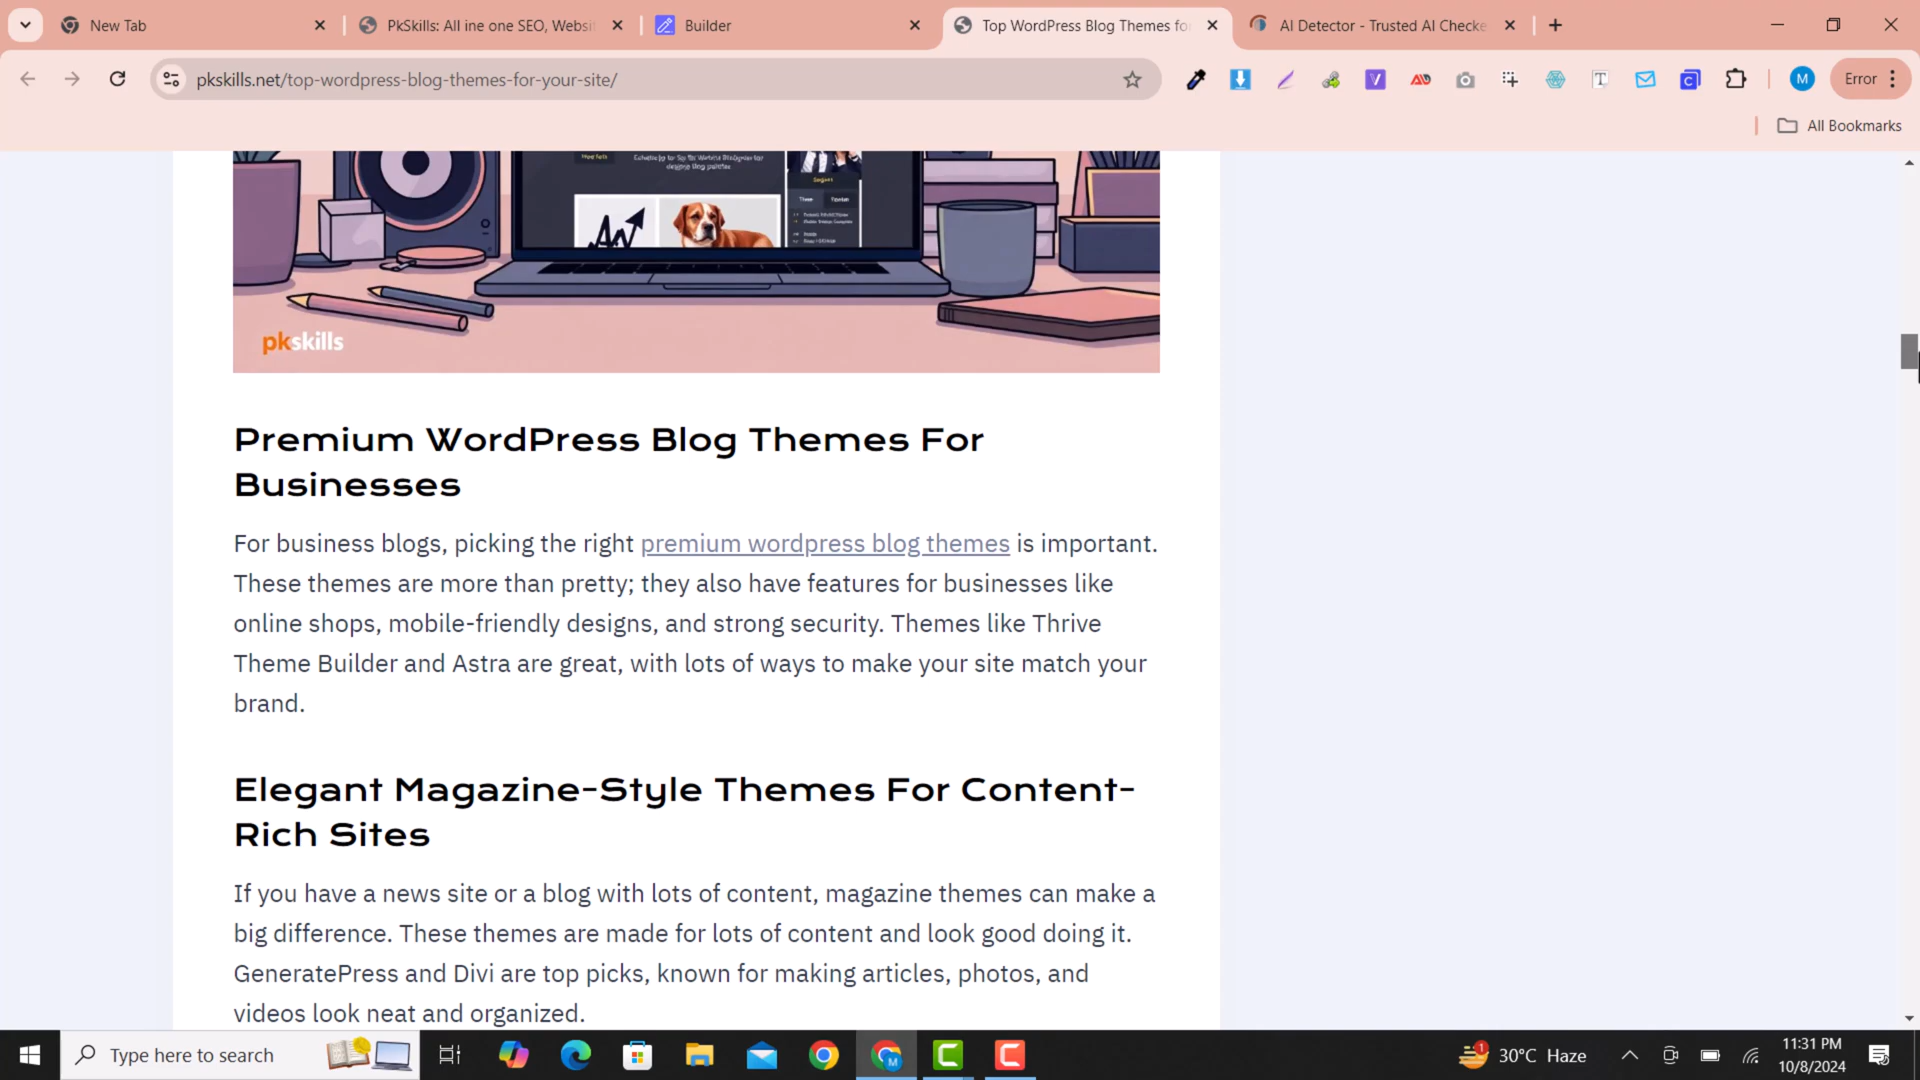 New Tab
PkSkills: All ine one SEO, Websit
Builder
Top WordPress Blog Themes fo
AI Detector - Trusted AI Checke
pkskills.net/top-wordpress-blog-themes-for-your-site/
M
Error
All Bookmarks
pkskills
Premium WordPress Blog Themes For
Businesses
For business blogs, picking the right premium wordpress blog themes is important.
These themes are more than pretty; they also have features for businesses like
online shops, mobile-friendly designs, and strong security. Themes like Thrive
Theme Builder and Astra are great, with lots of ways to make your site match your
brand.
Elegant Magazine-Style Themes For Content-
Rich Sites
If you have a news site or a blog with lots of content, magazine themes can make a
big difference. These themes are made for lots of content and look good doing it.
GeneratePress and Divi are top picks, known for making articles, photos, and
videos look neat and organized.
Type here to search
1
30°C Haze
11:31 PM
10/8/2024
3